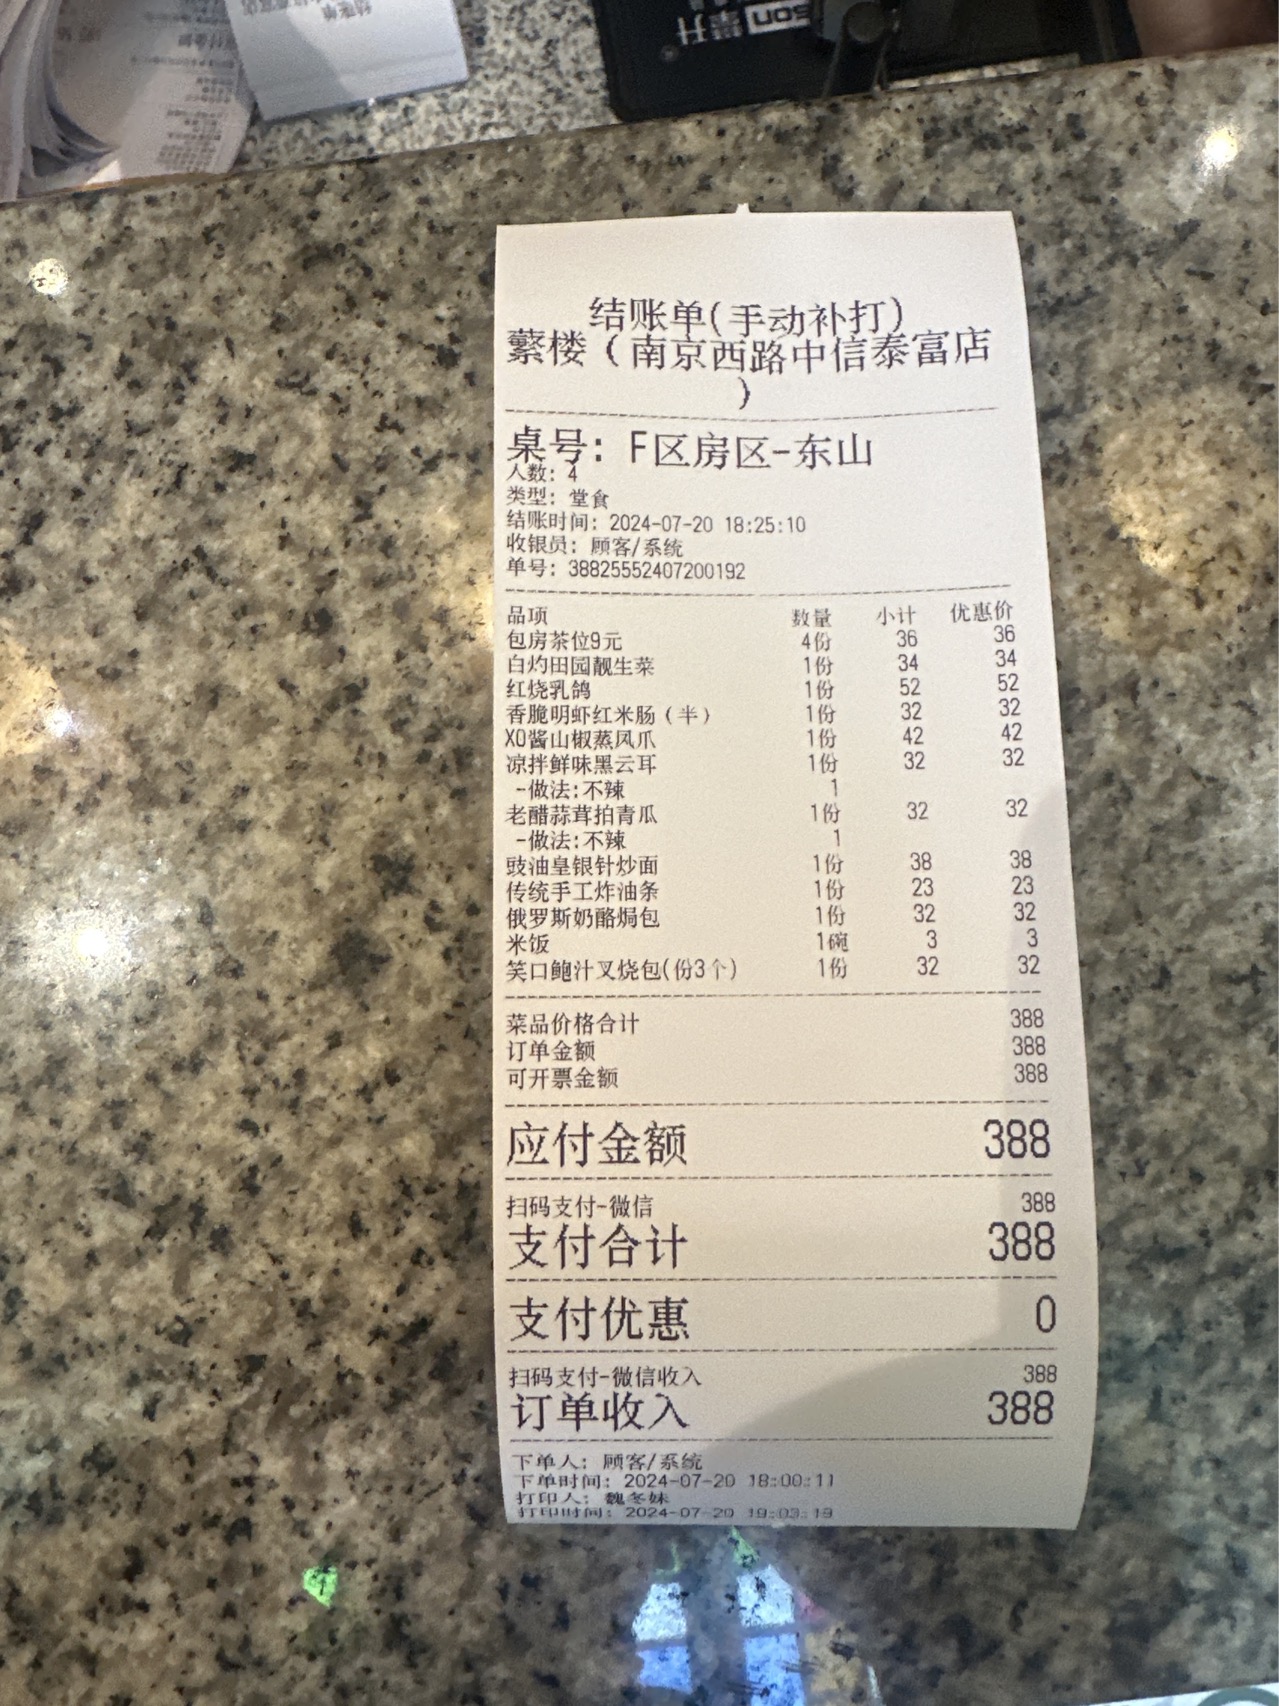 结账单(手动补打)
蘩楼（南京西路中信泰富店
）
桌号: F区房区-东山
人数: 4
类型: 堂食
结账时间: 2024-07-20 18:25:10
收银员: 顾客/系统
单号: 38825552407200192
品项 数量 小计 优惠价
包房茶位9元 4份 36 36
白灼田园靓生菜 1份 34 34
红烧乳鸽 1份 52 52
香脆明虾红米肠（半） 1份 32 32
XO酱山椒蒸凤爪 1份 42 42
凉拌鲜味黑云耳 1份 32 32
-做法:不辣 1
老醋蒜茸拍青瓜 1份 32 32
-做法:不辣 1
豉油皇银针炒面 1份 38 38
传统手工炸油条 1份 23 23
俄罗斯奶酪焗包 1份 32 32
米饭 1碗 3 3
笑口鲍汁叉烧包(份3个) 1份 32 32
菜品价格合计 388
订单金额 388
可开票金额 388
应付金额 388
扫码支付-微信 388
支付合计 388
支付优惠 0
扫码支付-微信收入 388
订单收入 388
下单人: 顾客/系统
下单时间: 2024-07-20 18:00:11
打印人: 魏冬妹
打印时间: 2024-07-20 19:03:19